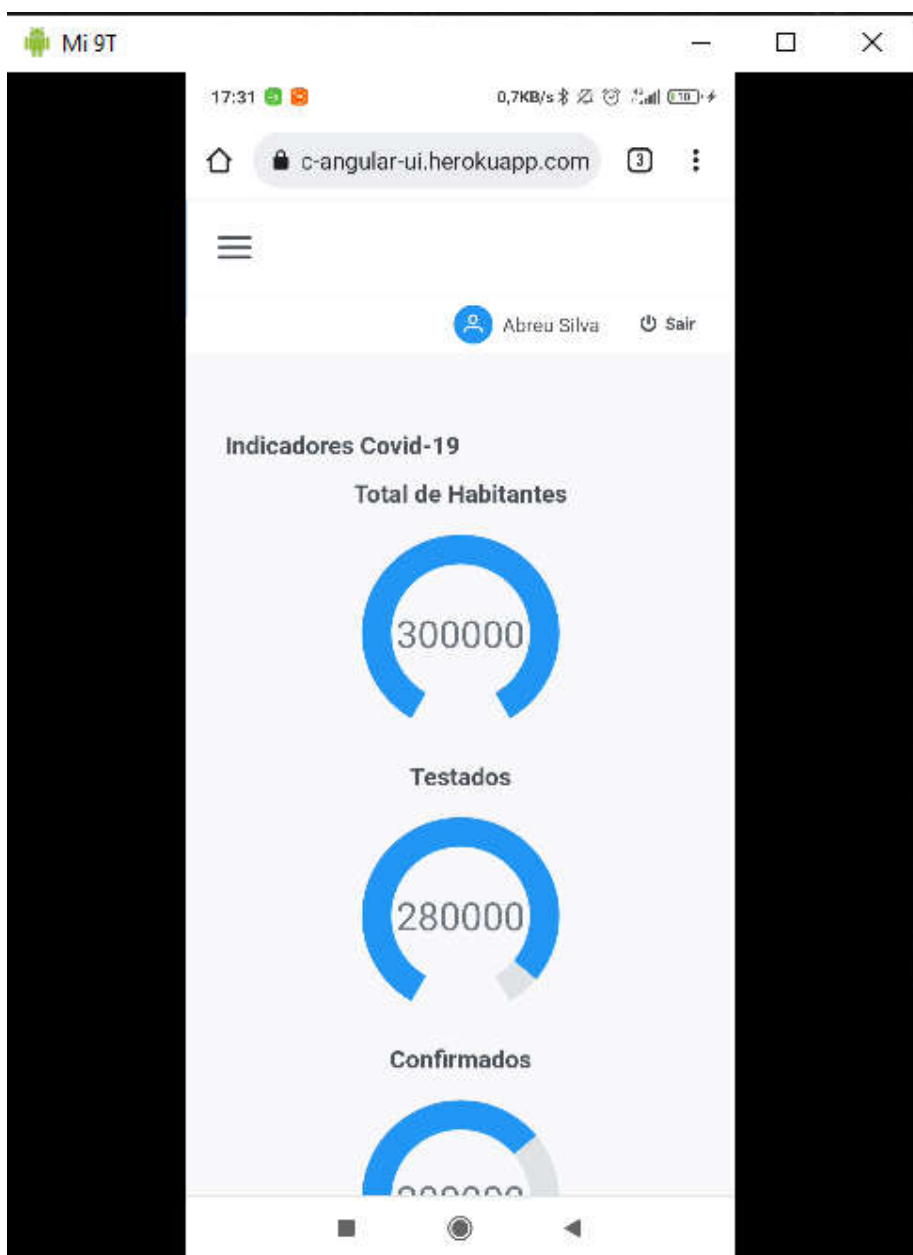 Mi 9T
17:31 0,7KB/s 10
c-angular-ui.herokuapp.com 3
Abreu Silva Sair
Indicadores Covid-19
Total de Habitantes
300000
Testados
280000
Confirmados